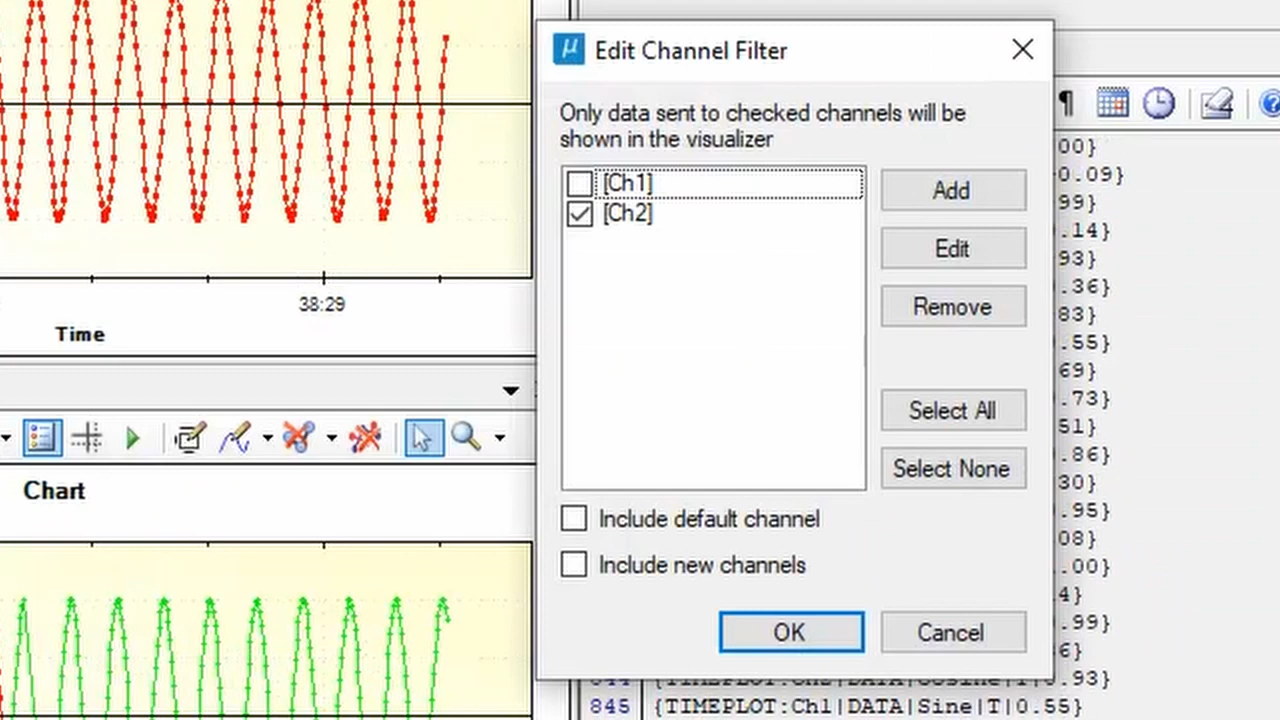 Edit Channel Filter
Only data sent to checked channels will be
shown in the visualizer
[Ch1]
[Ch2]
Add
Edit
Remove
Select All
Select None
Include default channel
Include new channels
OK
Cancel
38:29
Time
Chart
00}
0.09}
99}
.14}
93}
.36}
83}
.55}
69}
.73}
51}
.86}
30}
.95}
08}
.00}
4}
.99}
6}
844 {TIMEPLOT:Ch2|DATA|Cosine|T|0.93}
845 {TIMEPLOT:Ch1|DATA|Sine|T|0.55}